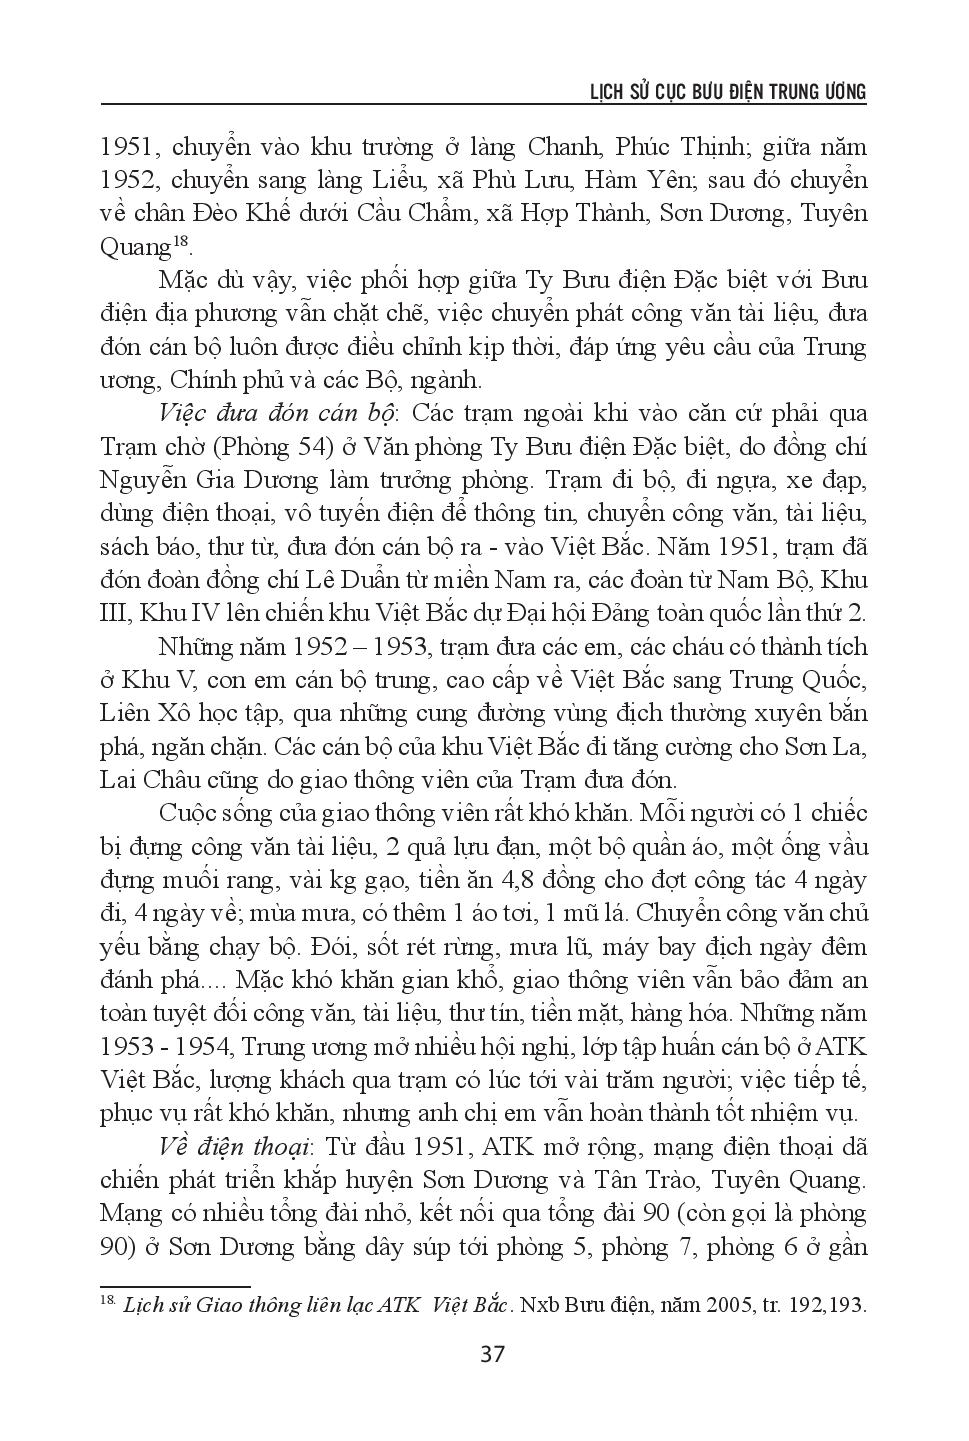 LỊCH SỬ CỤC BƯU ĐIỆN TRUNG ƯƠNG
1951, chuyển vào khu trường ở làng Chanh, Phúc Thịnh; giữa năm
1952, chuyển sang làng Liểu, xã Phù Lưu, Hàm Yên; sau đó chuyển
về chân Đèo Khế dưới Cầu Chẩm, xã Hợp Thành, Sơn Dương, Tuyên
Quang18.
Mặc dù vậy, việc phối hợp giữa Ty Bưu điện Đặc biệt với Bưu
điện địa phương vẫn chặt chẽ, việc chuyển phát công văn tài liệu, đưa
đón cán bộ luôn được điều chỉnh kịp thời, đáp ứng yêu cầu của Trung
ương, Chính phủ và các Bộ, ngành.
Việc đưa đón cán bộ: Các trạm ngoài khi vào căn cứ phải qua
Trạm chờ (Phòng 54) ở Văn phòng Ty Bưu điện Đặc biệt, do đồng chí
Nguyễn Gia Dương làm trưởng phòng. Trạm đi bộ, đi ngựa, xe đạp,
dùng điện thoại, vô tuyến điện để thông tin, chuyển công văn, tài liệu,
sách báo, thư từ, đưa đón cán bộ ra - vào Việt Bắc. Năm 1951, trạm đã
đón đoàn đồng chí Lê Duẩn từ miền Nam ra, các đoàn từ Nam Bộ, Khu
III, Khu IV lên chiến khu Việt Bắc dự Đại hội Đảng toàn quốc lần thứ 2.
Những năm 1952 – 1953, trạm đưa các em, các cháu có thành tích
ở Khu V, con em cán bộ trung, cao cấp về Việt Bắc sang Trung Quốc,
Liên Xô học tập, qua những cung đường vùng địch thường xuyên bắn
phá, ngăn chặn. Các cán bộ của khu Việt Bắc đi tăng cường cho Sơn La,
Lai Châu cũng do giao thông viên của Trạm đưa đón.
Cuộc sống của giao thông viên rất khó khăn. Mỗi người có 1 chiếc
bị đựng công văn tài liệu, 2 quả lựu đạn, một bộ quần áo, một ống vầu
đựng muối rang, vài kg gạo, tiền ăn 4,8 đồng cho đợt công tác 4 ngày
đi, 4 ngày về; mùa mưa, có thêm 1 áo tơi, 1 mũ lá. Chuyển công văn chủ
yếu bằng chạy bộ. Đói, sốt rét rừng, mưa lũ, máy bay địch ngày đêm
đánh phá.... Mặc khó khăn gian khổ, giao thông viên vẫn bảo đảm an
toàn tuyệt đối công văn, tài liệu, thư tín, tiền mặt, hàng hóa. Những năm
1953 - 1954, Trung ương mở nhiều hội nghị, lớp tập huấn cán bộ ở ATK
Việt Bắc, lượng khách qua trạm có lúc tới vài trăm người; việc tiếp tế,
phục vụ rất khó khăn, nhưng anh chị em vẫn hoàn thành tốt nhiệm vụ.
Về điện thoại: Từ đầu 1951, ATK mở rộng, mạng điện thoại dã
chiến phát triển khắp huyện Sơn Dương và Tân Trào, Tuyên Quang.
Mạng có nhiều tổng đài nhỏ, kết nối qua tổng đài 90 (còn gọi là phòng
90) ở Sơn Dương bằng dây súp tới phòng 5, phòng 7, phòng 6 ở gần
18. Lịch sử Giao thông liên lạc ATK Việt Bắc. Nxb Bưu điện, năm 2005, tr. 192,193.
37